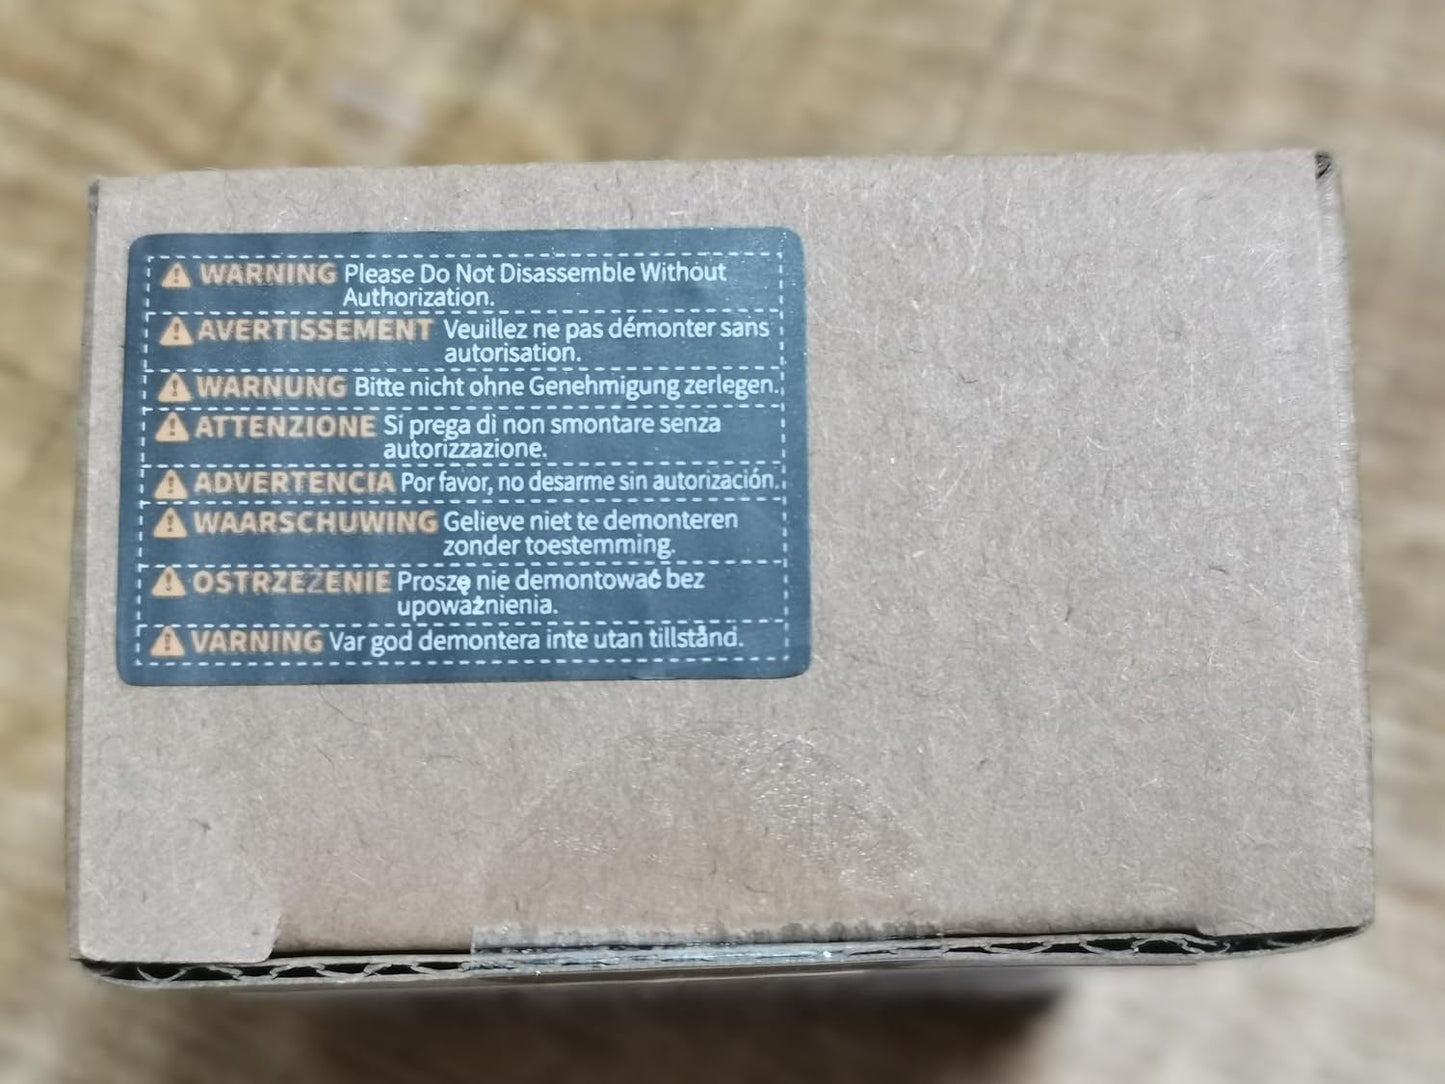 WARNING Please Do Not Disassemble Without
Authorization.
AVERTISSEMENT Veuillez ne pas démonter sans
autorisation.
WARNUNG Bitte nicht ohne Genehmigung zerlegen.
ATTENZIONE Si prega di non smontare senza
autorizzazione.
ADVERTENCIA Por favor, no desarme sin autorización.
WAARSCHUWING Gelieve niet te demonteren
zonder toestemming.
OSTRZEZENIE Proszę nie demontować bez
upoważnienia.
VARNING Var god demontera inte utan tillstånd.